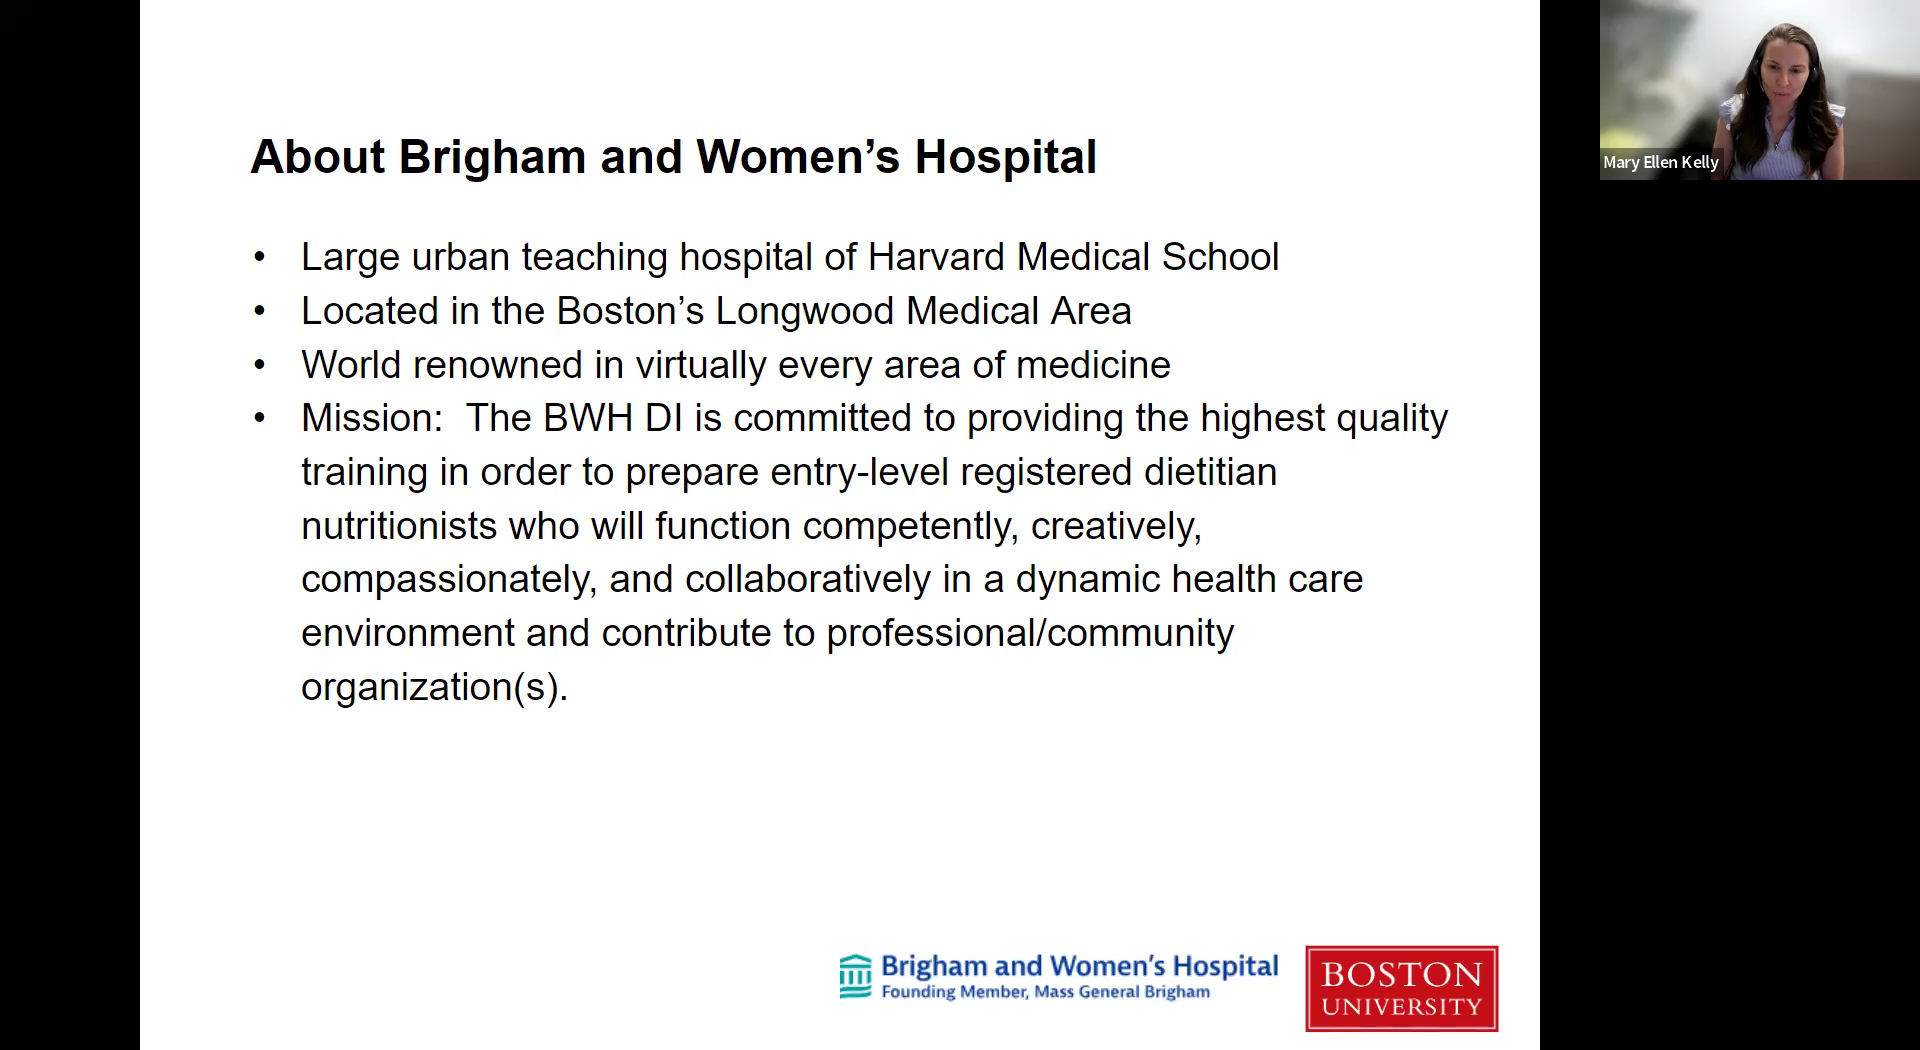 About Brigham and Women’s Hospital
• Large urban teaching hospital of Harvard Medical School
• Located in the Boston’s Longwood Medical Area
• World renowned in virtually every area of medicine
• Mission:  The BWH DI is committed to providing the highest quality
training in order to prepare entry-level registered dietitian
nutritionists who will function competently, creatively,
compassionately, and collaboratively in a dynamic health care
environment and contribute to professional/community
organization(s).
Brigham and Women’s Hospital
Founding Member, Mass General Brigham
BOSTON
UNIVERSITY
Mary Ellen Kelly